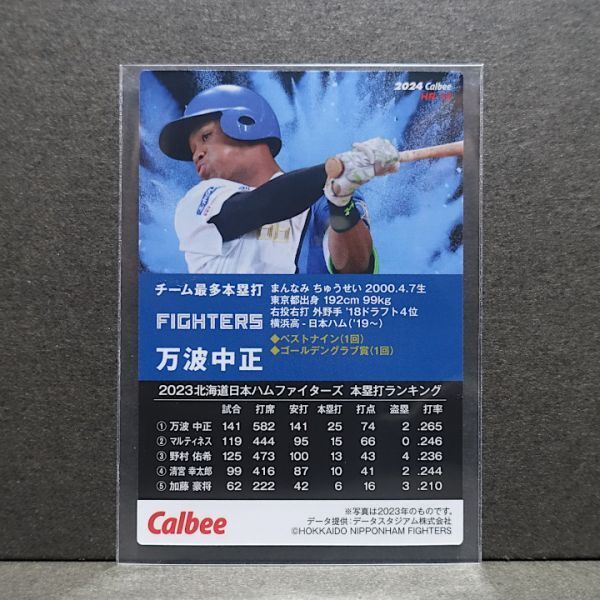 2024 Calbee
チーム最多本塁打
FIGHTERS
万波中正
まんなみ ちゅうせい 2000.4.7生
東京都出身 192cm 99kg
右投右打 外野手 '18ドラフト4位
横浜高 - 日本ハム('19~)
◆ベストナイン(1回)
◆ゴールデングラブ賞(1回)
2023北海道日本ハムファイターズ 本塁打ランキング
試合 打席 安打 本塁打 打点 盗塁 打率
① 万波 中正 141 582 141 25 74 2 .265
② マルティネス 119 444 95 15 66 0 .246
③ 野村 佑希 125 473 100 13 43 4 .236
④ 清宮 幸太郎 99 416 87 10 41 2 .244
⑤ 加藤 豪将 62 222 42 6 16 3 .210
Calbee
※写真は2023年のものです。
データ提供:データスタジアム株式会社
©HOKKAIDO NIPPONHAM FIGHTERS